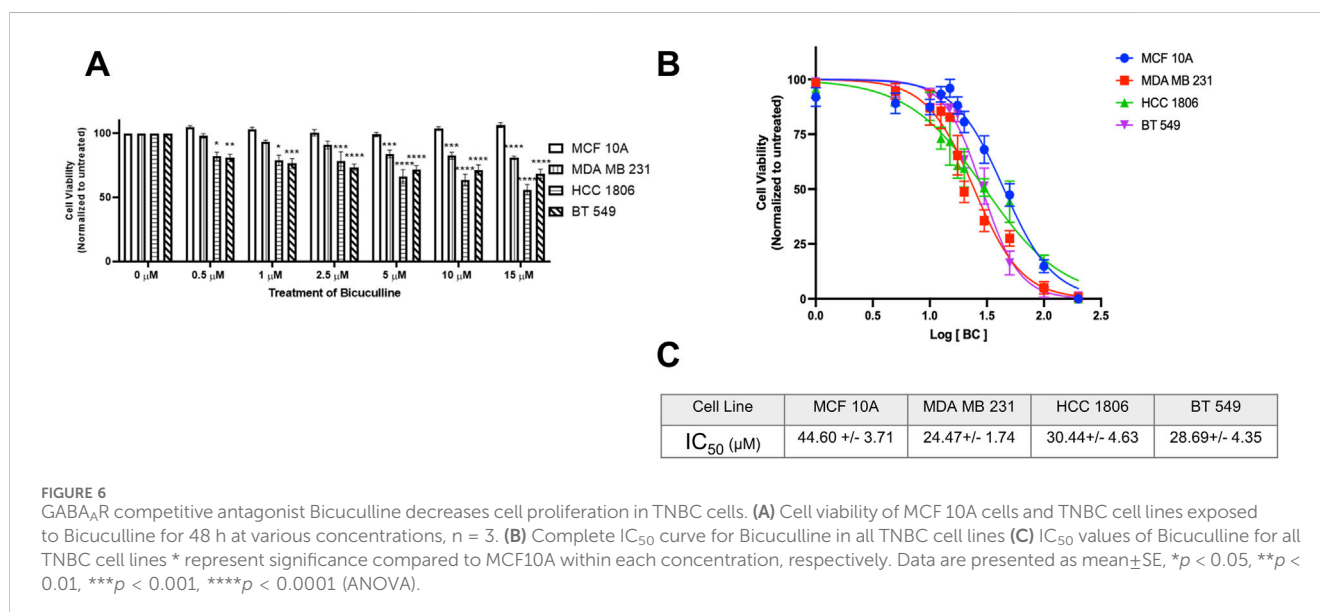 A
Cell Viability
(Normalized to untreated)
100
50
0
* ** * *** *** **** *** **** **** *** **** **** **** **** ****
0 μM 0.5 μM 1 μM 2.5 μM 5 μM 10 μM 15 μM
Treatment of Bicuculline
MCF 10A
MDA MB 231
HCC 1806
BT 549
B
Cell Viability
(Normalized to untreated)
100
75
50
25
0
0.0 0.5 1.0 1.5 2.0 2.5
Log [ BC ]
MCF 10A
MDA MB 231
HCC 1806
BT 549
C
Cell Line MCF 10A MDA MB 231 HCC 1806 BT 549
IC50 (μM) 44.60 +/- 3.71 24.47+/- 1.74 30.44+/- 4.63 28.69+/- 4.35
FIGURE 6
GABAAR competitive antagonist Bicuculline decreases cell proliferation in TNBC cells. (A) Cell viability of MCF 10A cells and TNBC cell lines exposed
to Bicuculline for 48 h at various concentrations, n = 3. (B) Complete IC50 curve for Bicuculline in all TNBC cell lines (C) IC50 values of Bicuculline for all
TNBC cell lines * represent significance compared to MCF10A within each concentration, respectively. Data are presented as mean±SE, *p < 0.05, **p <
0.01, ***p < 0.001, ****p < 0.0001 (ANOVA).